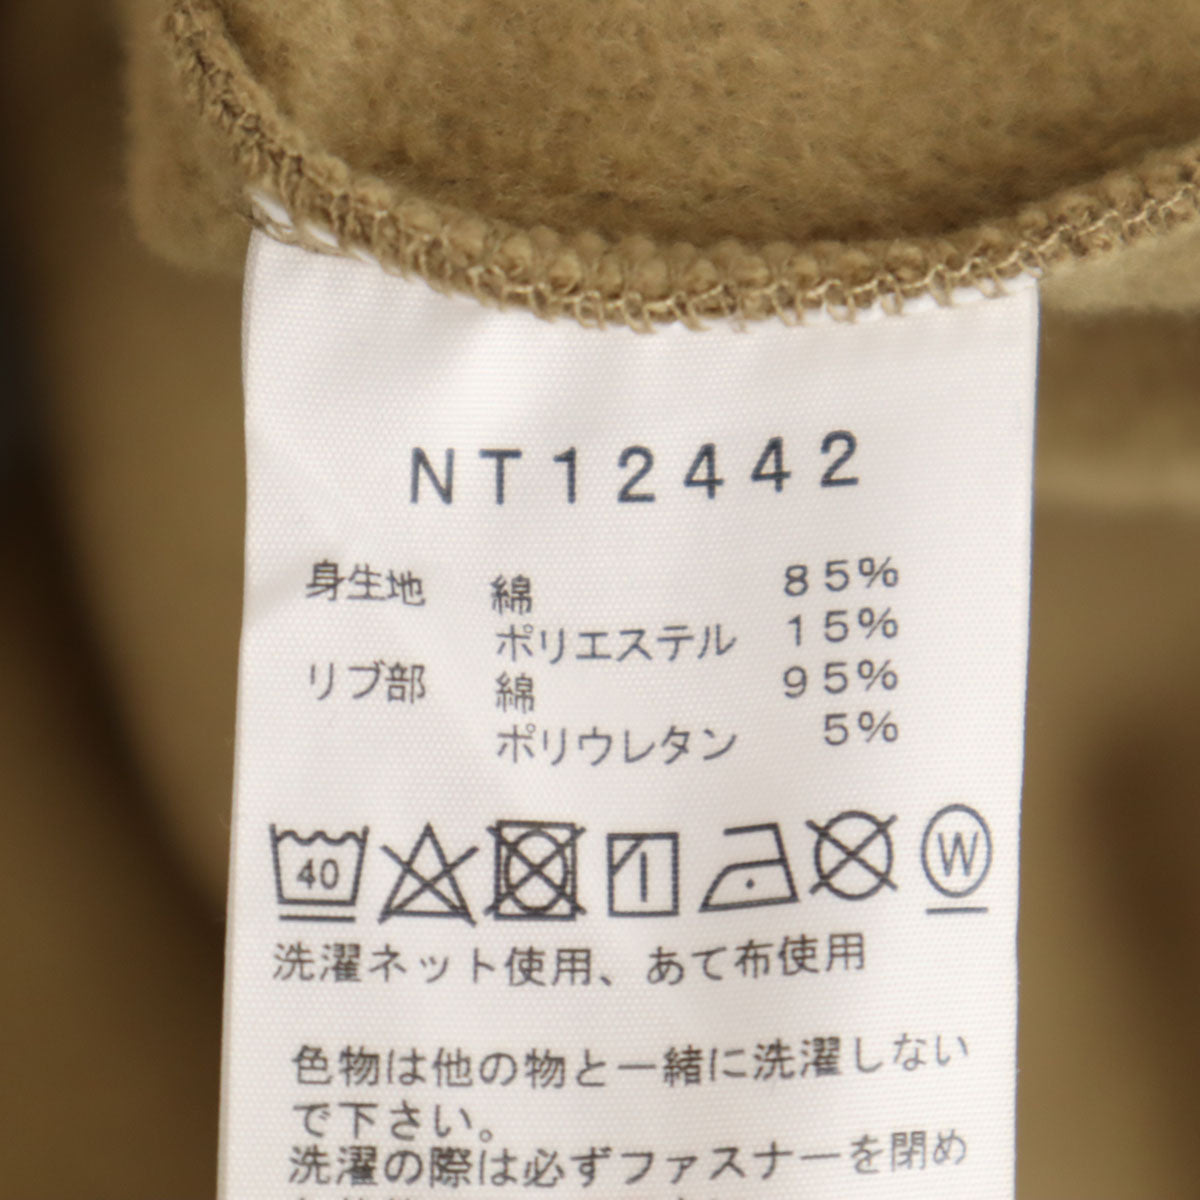 NT12442
身生地 綿 85%
ポリエステル 15%
リブ部 綿 95%
ポリウレタン 5%
40 W
洗濯ネット使用、あて布使用
色物は他の物と一緒に洗濯しない
で下さい。
洗濯の際は必ずファスナーを閉め